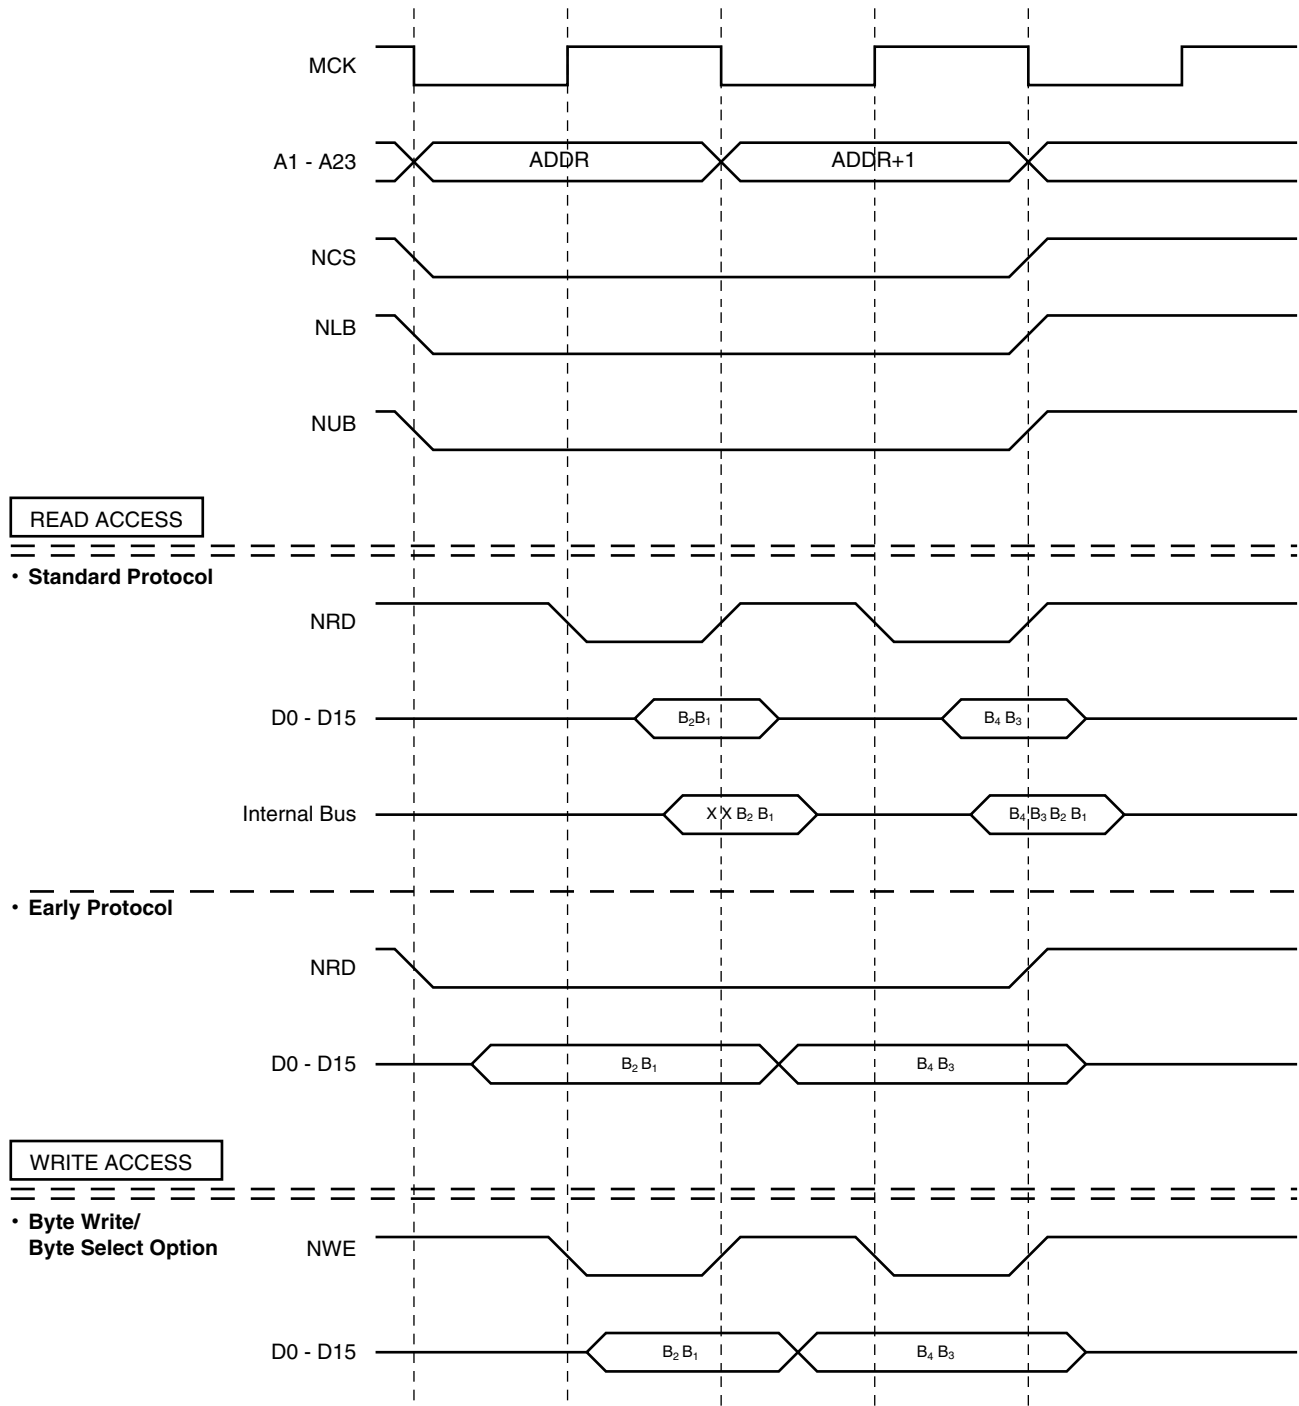 MCK
A1 - A23 ADDR ADDR+1
NCS
NLB
NUB
READ ACCESS
• Standard Protocol
NRD
D0 - D15 B₂B₁ B₄ B₃
Internal Bus X X B₂ B₁ B₄ B₃ B₂ B₁
• Early Protocol
NRD
D0 - D15 B₂ B₁ B₄ B₃
WRITE ACCESS
• Byte Write/
Byte Select Option NWE
D0 - D15 B₂ B₁ B₄ B₃